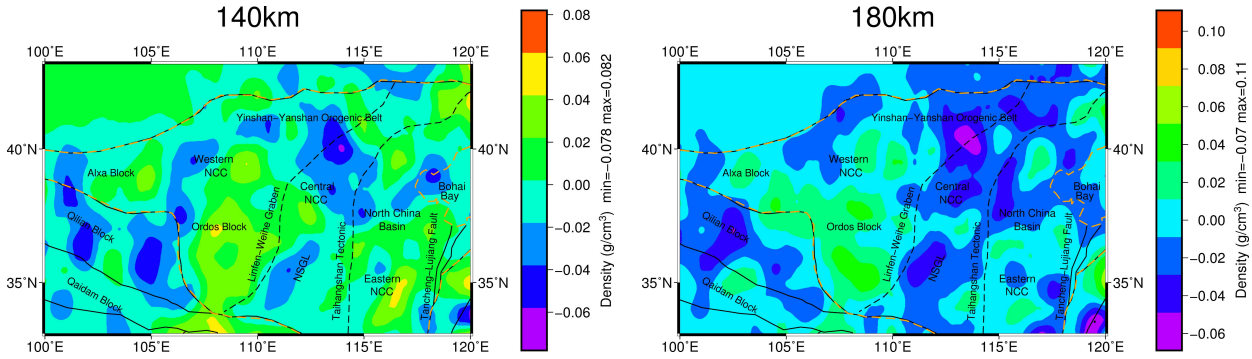 140km
100°E 105°E 110°E 115°E 120°E
40°N
35°N
40°N
35°N
Yinshan−Yanshan Orogenic Belt
Western
NCC
Alxa Block
Central
NCC
Bohai
Bay
Qilian Block
Ordos Block
Linfen−Weihe Graben
North China
Basin
NSGL
Taihangshan Tectonic
Tancheng−Lujiang Fault
Eastern
NCC
Qaidam Block
100°E 105°E 110°E 115°E 120°E
0.08
0.06
0.04
0.02
0.00
−0.02
−0.04
−0.06
Density (g/cm³) min=−0.078 max=0.082
180km
100°E 105°E 110°E 115°E 120°E
40°N
35°N
40°N
35°N
Yinshan−Yanshan Orogenic Belt
Western
NCC
Alxa Block
Central
NCC
Bohai
Bay
Qilian Block
Ordos Block
Linfen−Weihe Graben
North China
Basin
NSGL
Taihangshan Tectonic
Tancheng−Lujiang Fault
Eastern
NCC
Qaidam Block
100°E 105°E 110°E 115°E 120°E
0.10
0.08
0.06
0.04
0.02
0.00
−0.02
−0.04
−0.06
Density (g/cm³) min=−0.07 max=0.11